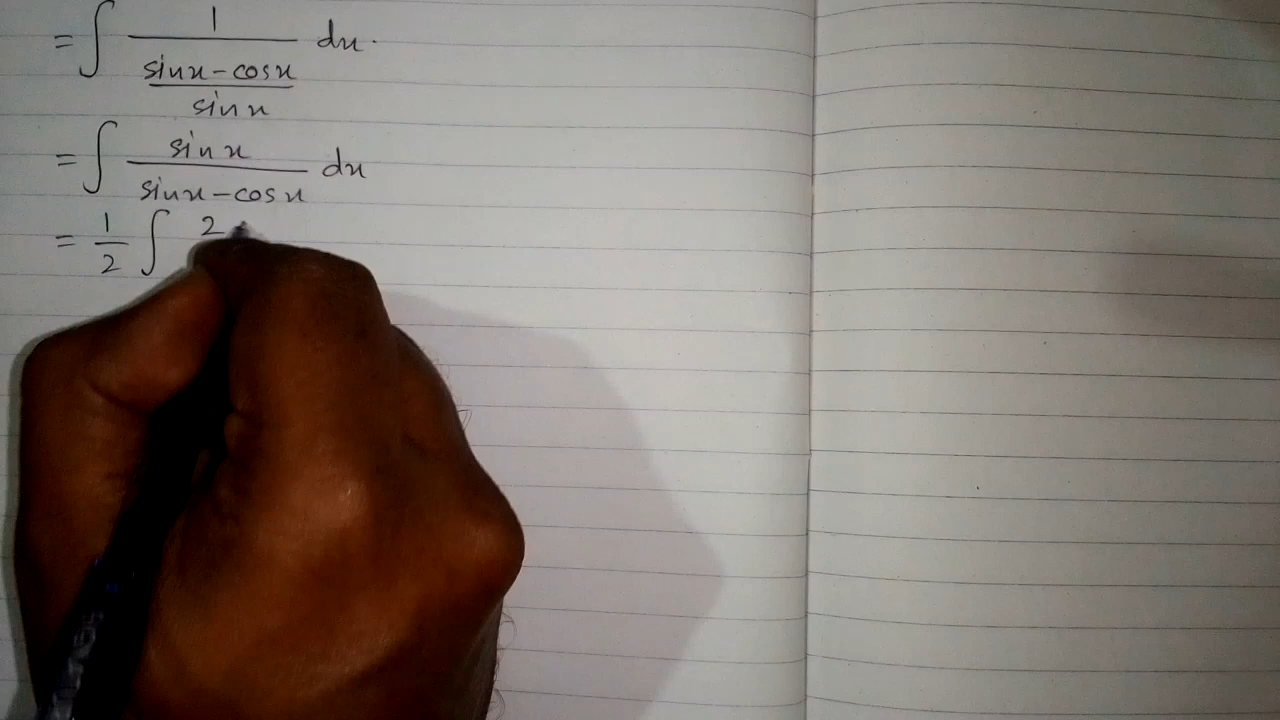 = ∫ 1 / ((sinx - cosx) / sinx) dx.
= ∫ sinx / (sinx - cosx) dx
= 1/2 ∫ 2